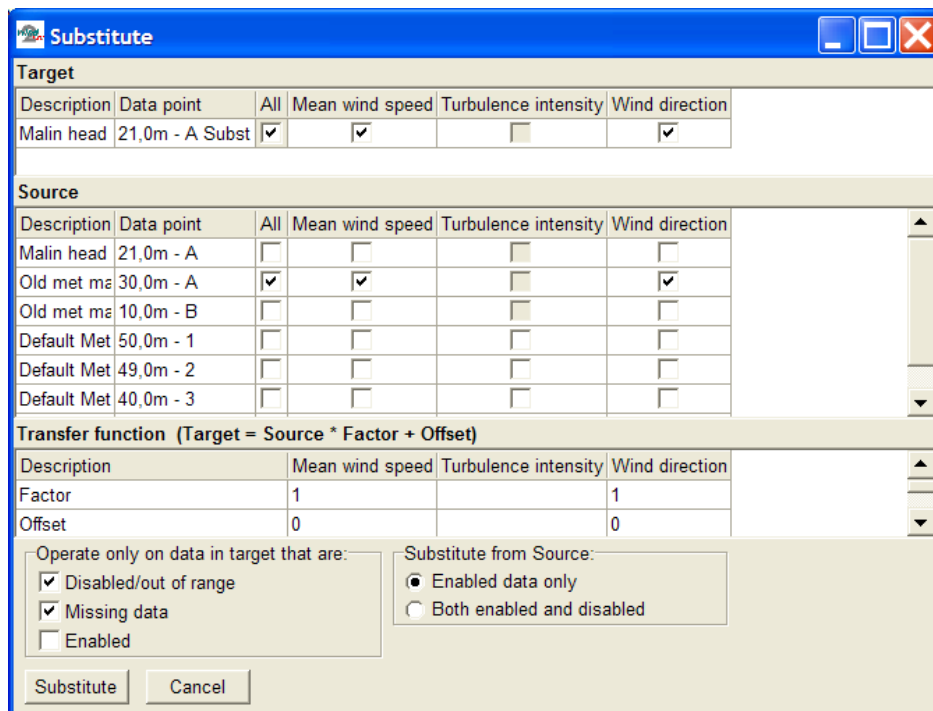 Substitute
Target
Description Data point All Mean wind speed Turbulence intensity Wind direction
Malin head 21,0m - A Subst
Source
Description Data point All Mean wind speed Turbulence intensity Wind direction
Malin head 21,0m - A
Old met ma 30,0m - A
Old met ma 10,0m - B
Default Met 50,0m - 1
Default Met 49,0m - 2
Default Met 40,0m - 3
Transfer function (Target = Source * Factor + Offset)
Description Mean wind speed Turbulence intensity Wind direction
Factor 1 1
Offset 0 0
Operate only on data in target that are: Substitute from Source:
Disabled/out of range Enabled data only
Missing data Both enabled and disabled
Enabled
Substitute Cancel